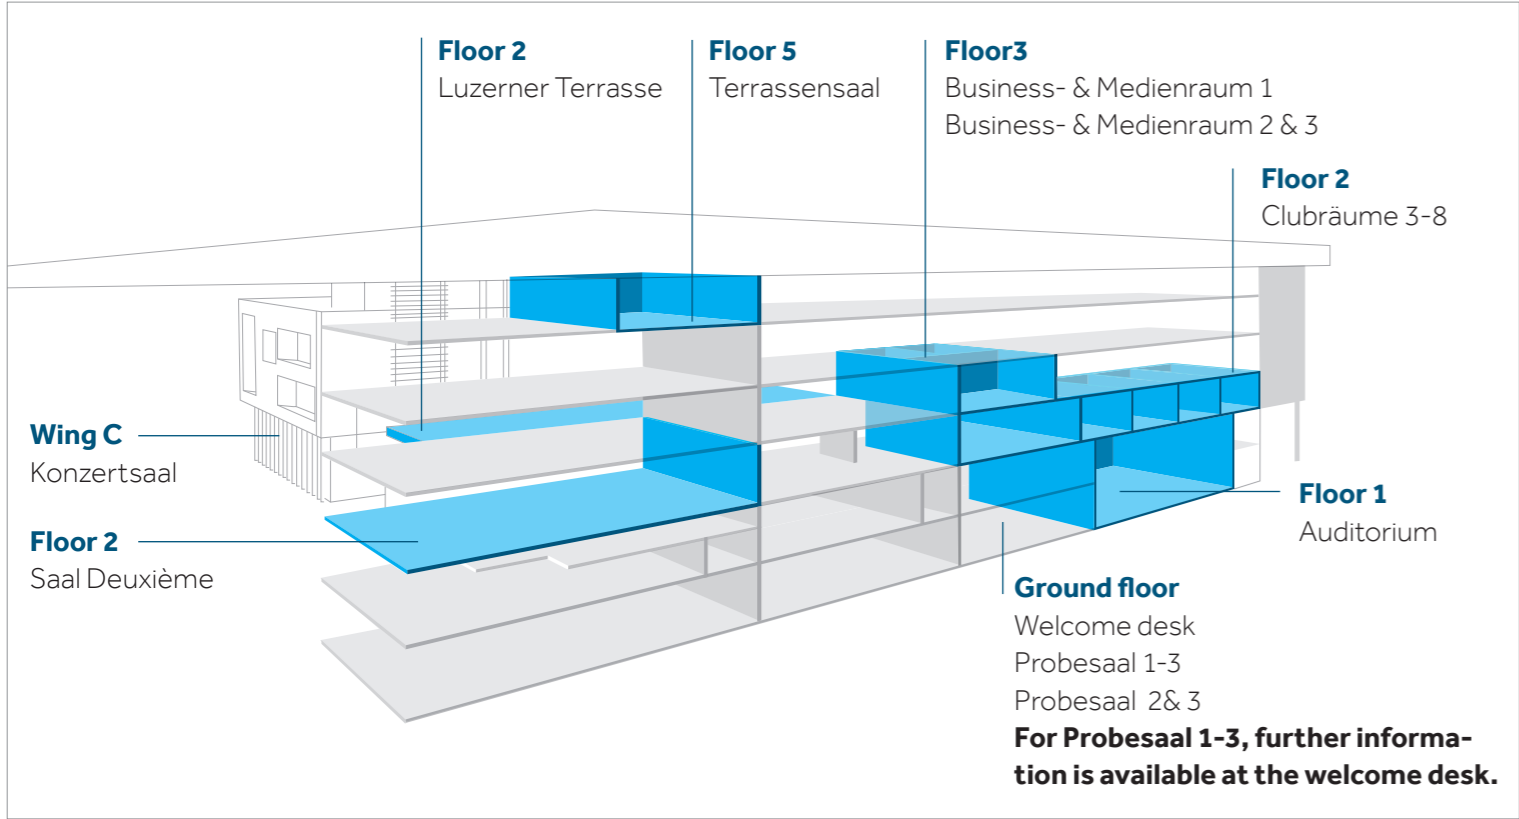 Floor 2
Luzerner Terrasse
Floor 5
Terrassensaal
Floor3
Business- & Medienraum 1
Business- & Medienraum 2 & 3
Floor 2
Clubräume 3-8
Wing C
Konzertsaal
Floor 2
Saal Deuxième
Floor 1
Auditorium
Ground floor
Welcome desk
Probesaal 1-3
Probesaal 2& 3
For Probesaal 1-3, further informa-
tion is available at the welcome desk.